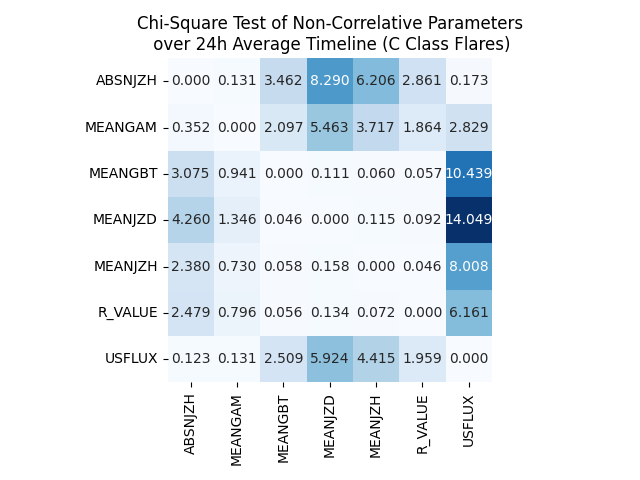 Chi-Square Test of Non-Correlative Parameters
over 24h Average Timeline (C Class Flares)
ABSNJZH 0.000 0.131 3.462 8.290 6.206 2.861 0.173
MEANGAM 0.352 0.000 2.097 5.463 3.717 1.864 2.829
MEANGBT 3.075 0.941 0.000 0.111 0.060 0.057 10.439
MEANJZD 4.260 1.346 0.046 0.000 0.115 0.092 14.049
MEANJZH 2.380 0.730 0.058 0.158 0.000 0.046 8.008
R_VALUE 2.479 0.796 0.056 0.134 0.072 0.000 6.161
USFLUX 0.123 0.131 2.509 5.924 4.415 1.959 0.000
ABSNJZH MEANGAM MEANGBT MEANJZD MEANJZH R_VALUE USFLUX